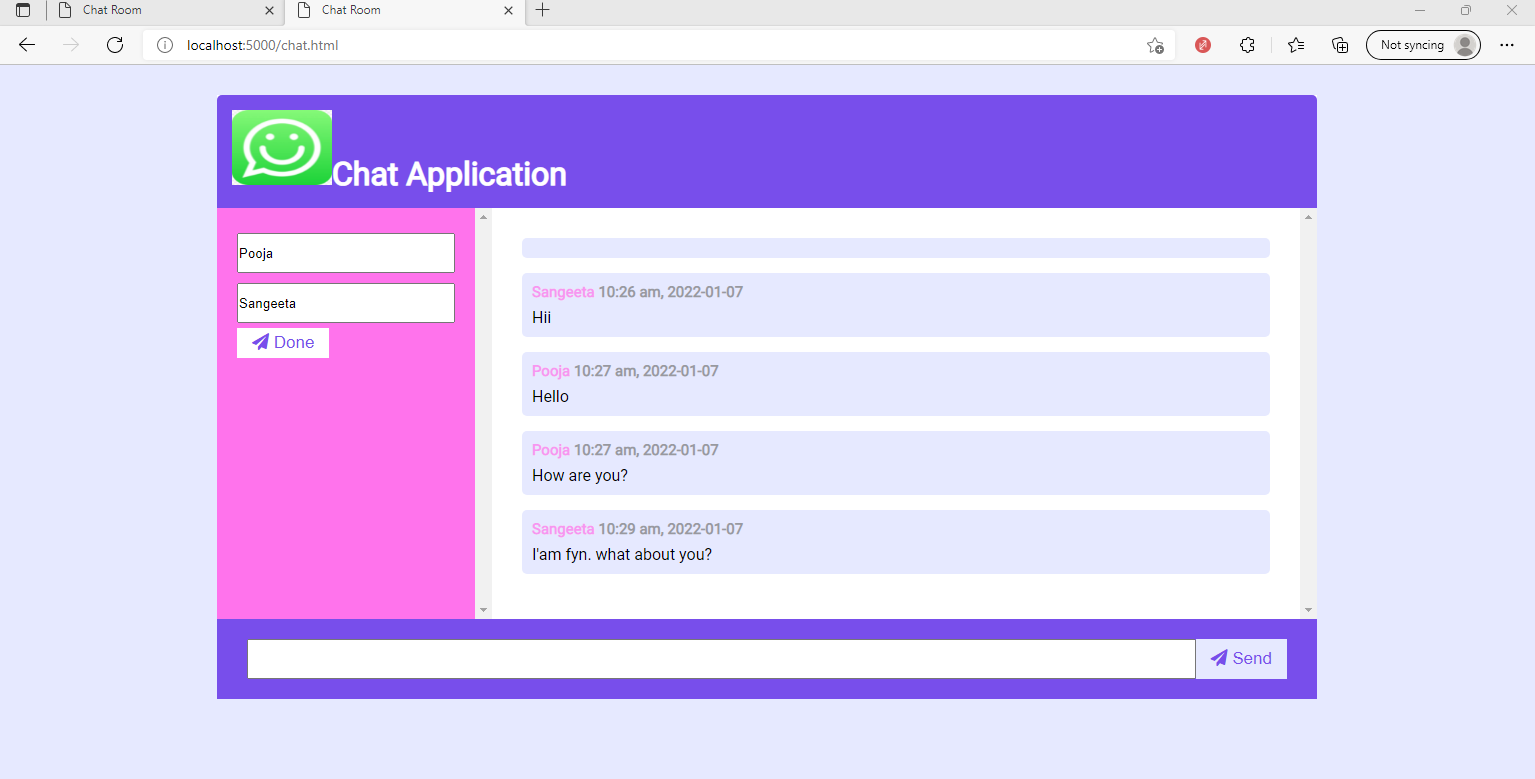 Chat Room
Chat Room
localhost:5000/chat.html
Not syncing
Chat Application
Pooja
Sangeeta
Done
Sangeeta 10:26 am, 2022-01-07
Hii
Pooja 10:27 am, 2022-01-07
Hello
Pooja 10:27 am, 2022-01-07
How are you?
Sangeeta 10:29 am, 2022-01-07
I'am fyn. what about you?
Send